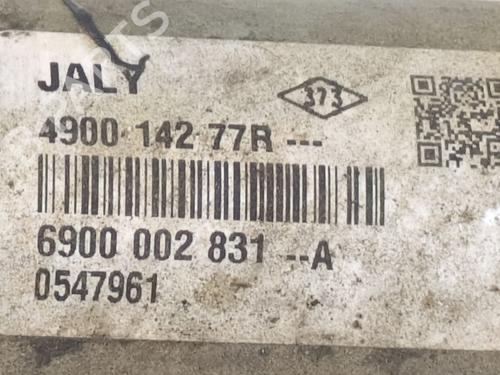 JALY
373
4900 142 77R ---
6900 002 831 --A
0547961